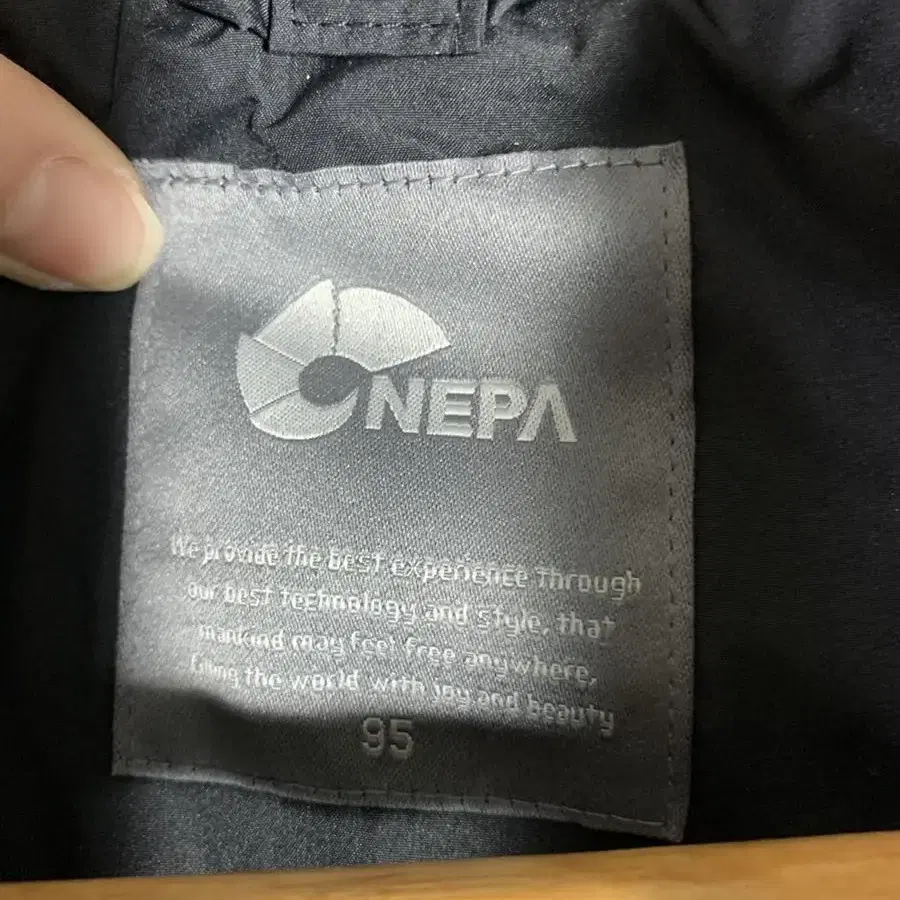 NEPA
We provide the best experience through
our best technology and style, that
mankind may feel free anywhere,
filling the world with joy and beauty
95